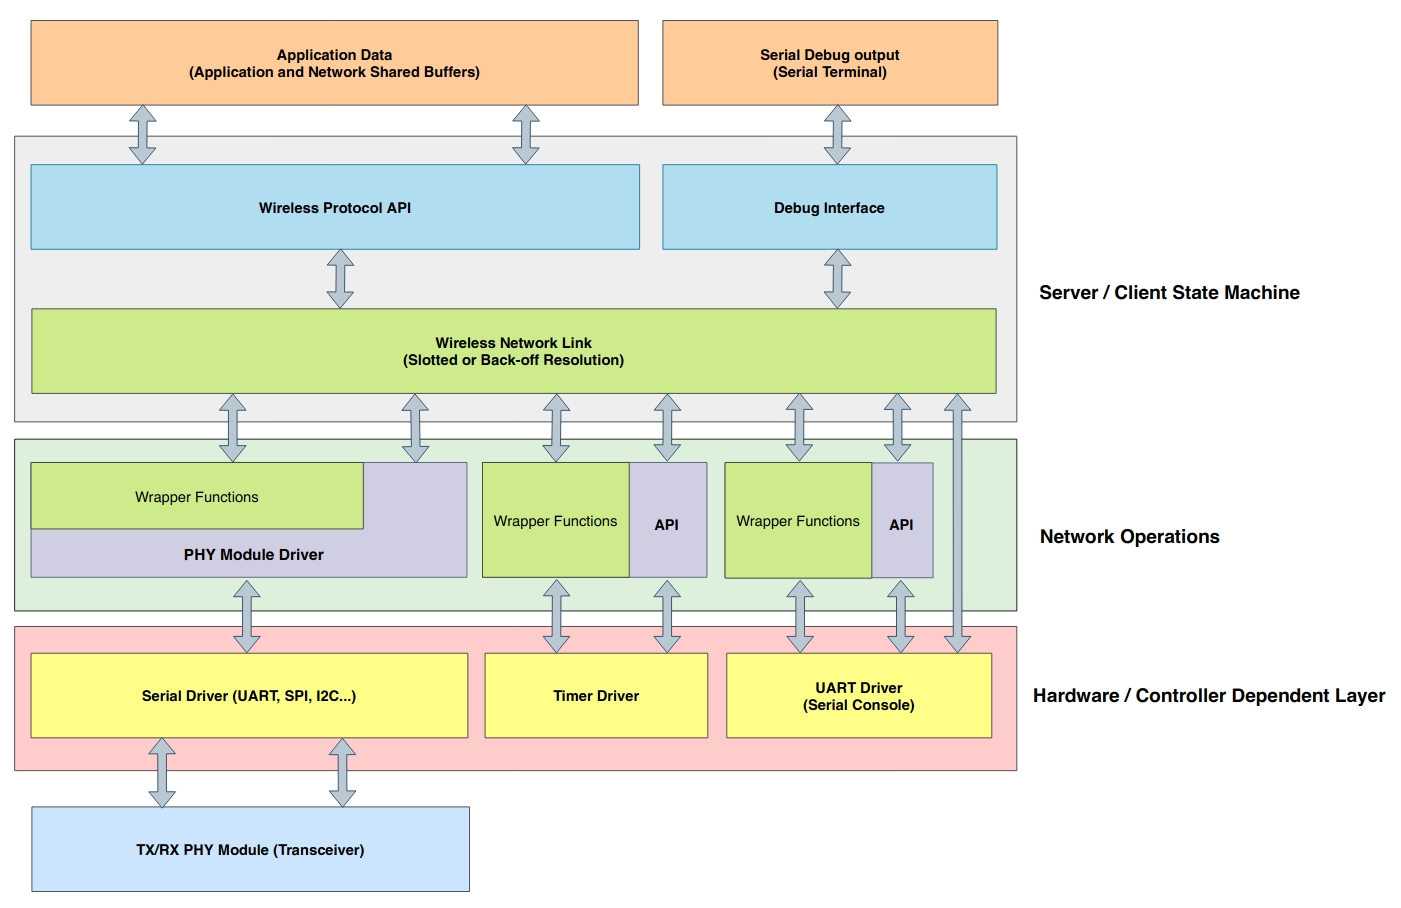 Application Data
(Application and Network Shared Buffers)
Serial Debug output
(Serial Terminal)
Wireless Protocol API
Debug Interface
Server / Client State Machine
Wireless Network Link
(Slotted or Back-off Resolution)
Wrapper Functions
PHY Module Driver
Wrapper Functions
API
Wrapper Functions
API
Network Operations
Serial Driver (UART, SPI, I2C...)
Timer Driver
UART Driver
(Serial Console)
Hardware / Controller Dependent Layer
TX/RX PHY Module (Transceiver)